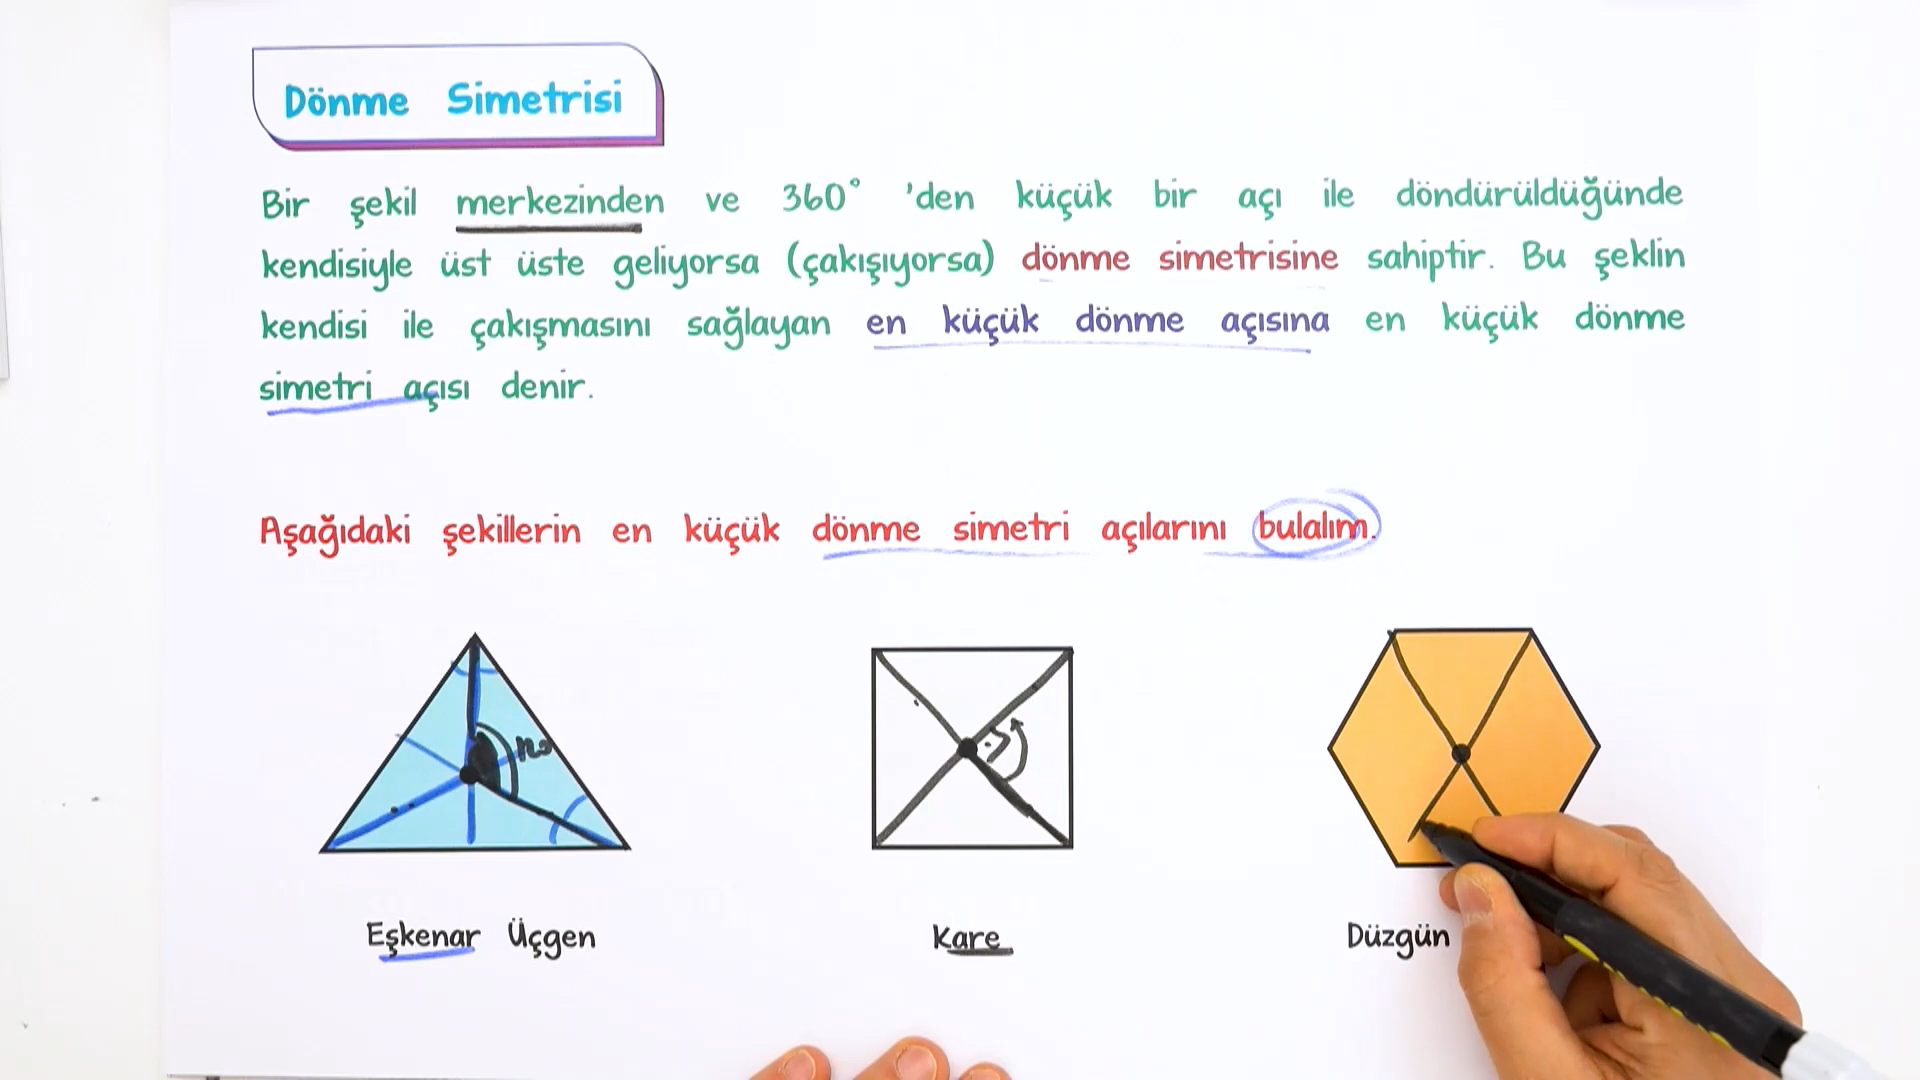 Dönme Simetrisi
Bir şekil merkezinden ve 360° 'den küçük bir açı ile döndürüldüğünde
kendisiyle üst üste geliyorsa (çakışıyorsa) dönme simetrisine sahiptir. Bu şeklin
kendisi ile çakışmasını sağlayan en küçük dönme açısına en küçük dönme
simetri açısı denir.
Aşağıdaki şekillerin en küçük dönme simetri açılarını bulalım.
Eşkenar Üçgen
Kare
Düzgün